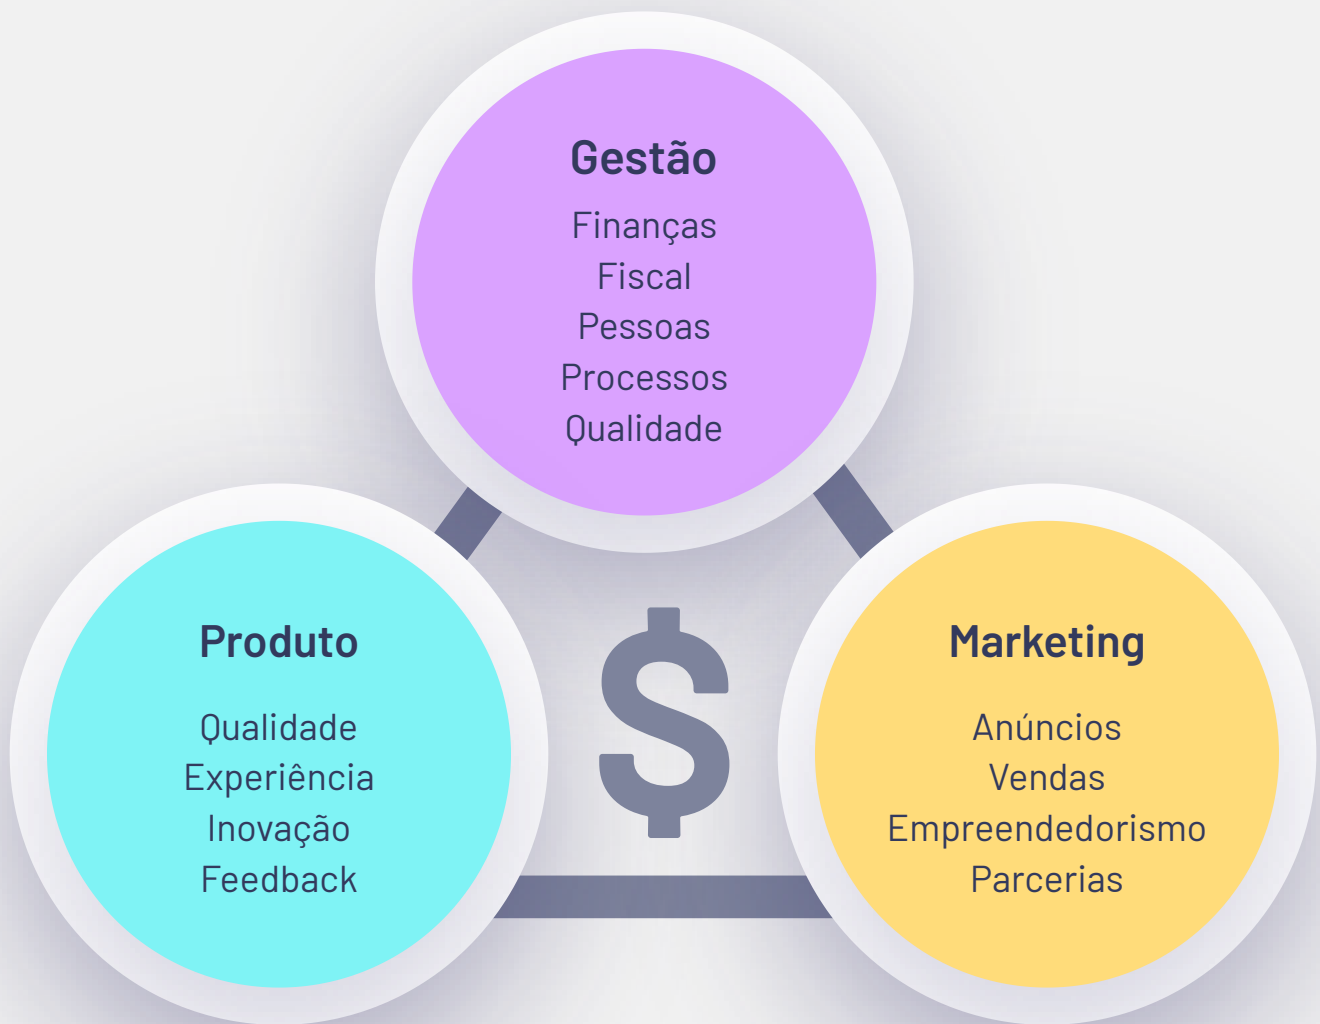 Gestão
Finanças
Fiscal
Pessoas
Processos
Qualidade
Produto
Qualidade
Experiência
Inovação
Feedback
$
Marketing
Anúncios
Vendas
Empreendedorismo
Parcerias